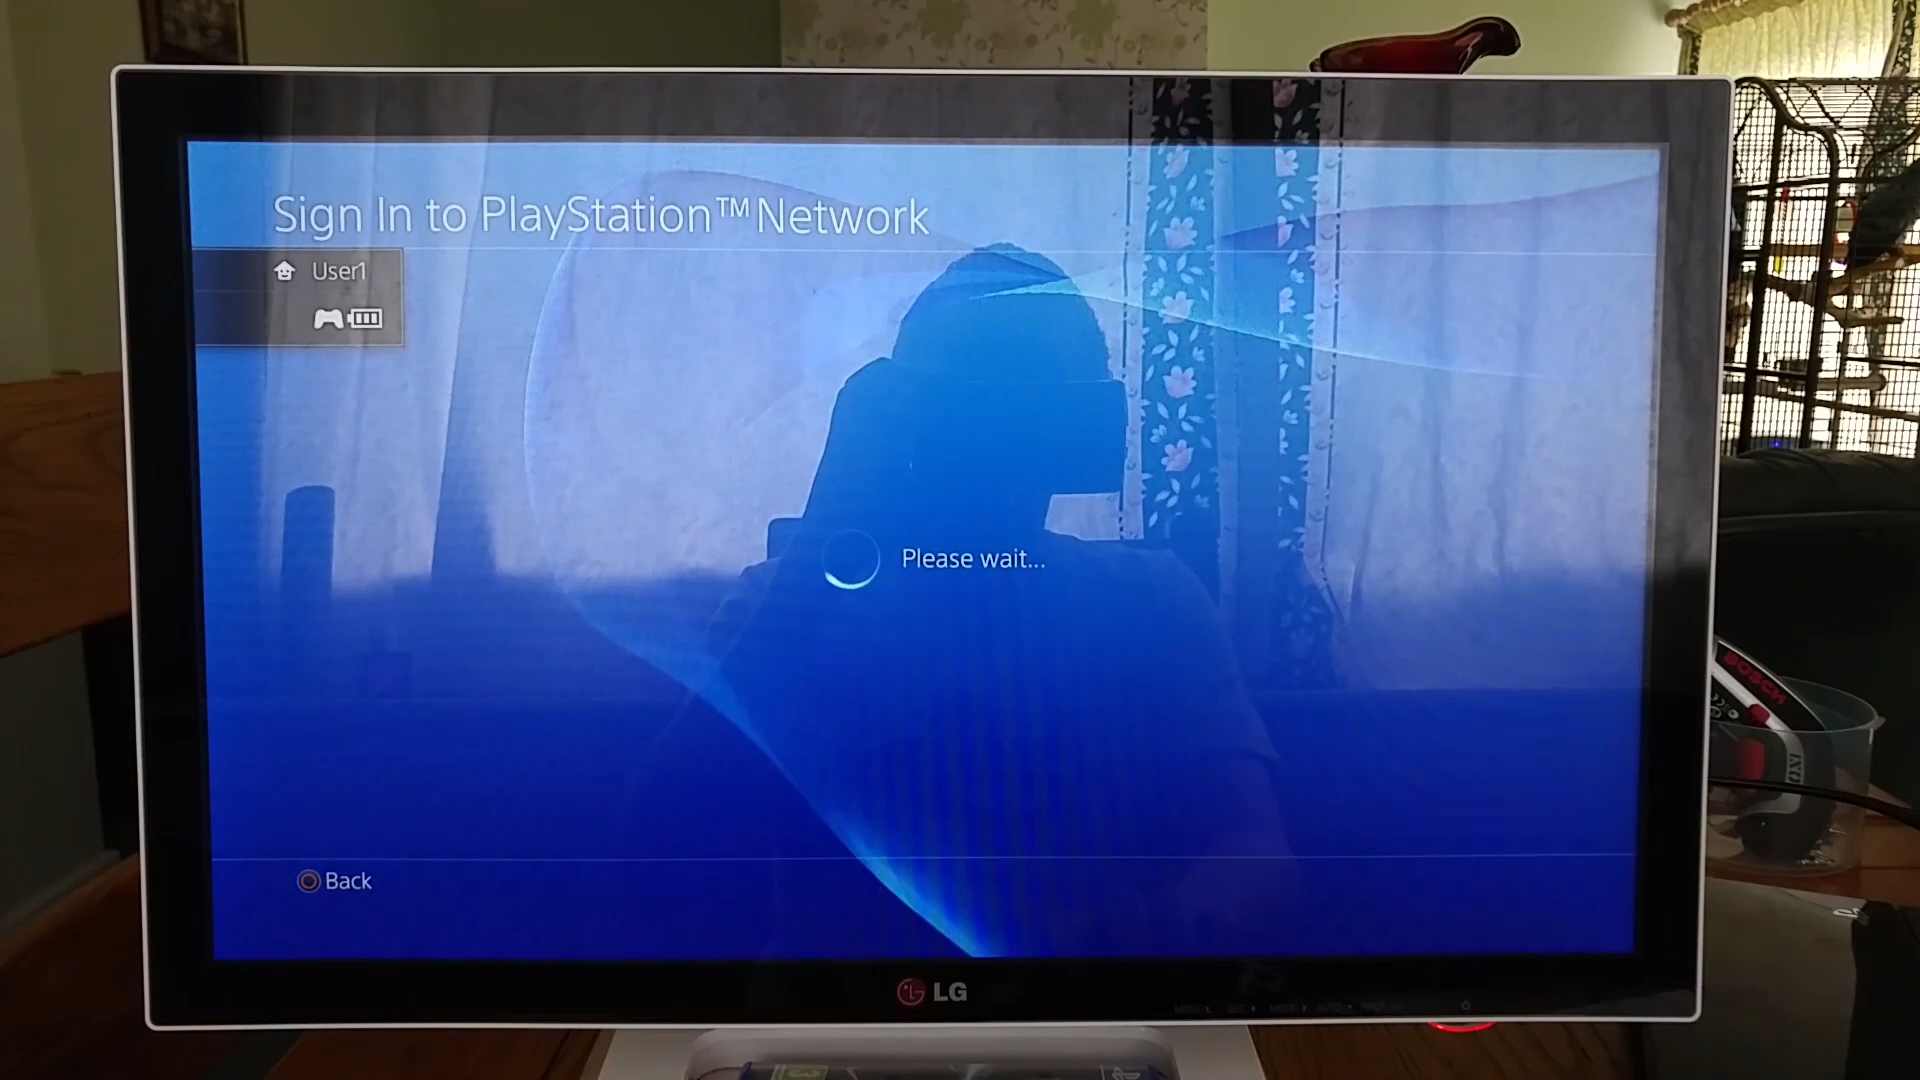 Sign In to PlayStation™Network
User1
Please wait...
Back
LG
BOSCH